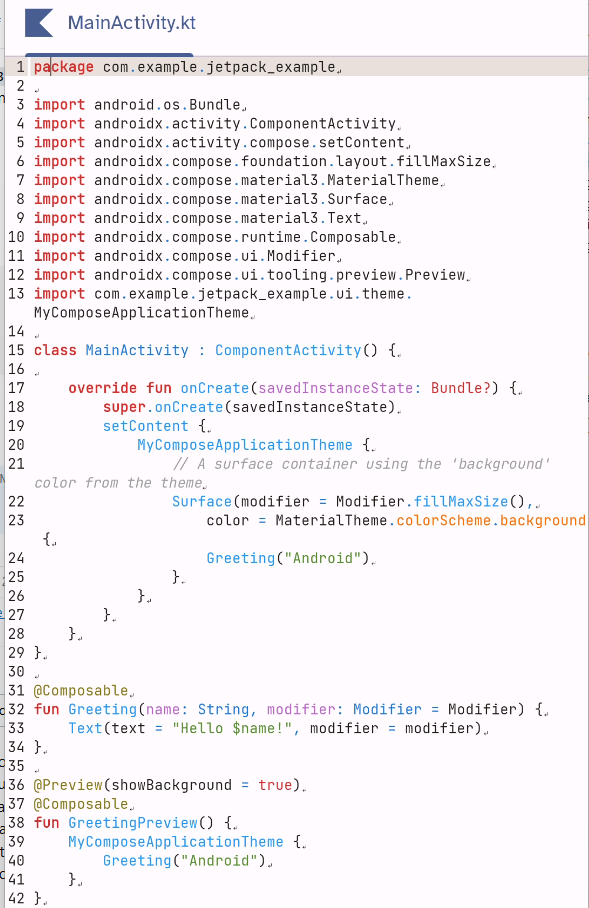 MainActivity.kt
1 package com.example.jetpack_example
2
3 import android.os.Bundle
4 import androidx.activity.ComponentActivity
5 import androidx.activity.compose.setContent
6 import androidx.compose.foundation.layout.fillMaxSize
7 import androidx.compose.material3.MaterialTheme
8 import androidx.compose.material3.Surface
9 import androidx.compose.material3.Text
10 import androidx.compose.runtime.Composable
11 import androidx.compose.ui.Modifier
12 import androidx.compose.ui.tooling.preview.Preview
13 import com.example.jetpack_example.ui.theme.
MyComposeApplicationTheme
14
15 class MainActivity : ComponentActivity() {
16
17     override fun onCreate(savedInstanceState: Bundle?) {
18         super.onCreate(savedInstanceState)
19         setContent {
20             MyComposeApplicationTheme {
21                 // A surface container using the 'background'
color from the theme
22                 Surface(modifier = Modifier.fillMaxSize(),
23                     color = MaterialTheme.colorScheme.background
{
24                     Greeting("Android")
25                 }
26             }
27         }
28     }
29 }
30
31 @Composable
32 fun Greeting(name: String, modifier: Modifier = Modifier) {
33     Text(text = "Hello $name!", modifier = modifier)
34 }
35
36 @Preview(showBackground = true)
37 @Composable
38 fun GreetingPreview() {
39     MyComposeApplicationTheme {
40         Greeting("Android")
41     }
42 }